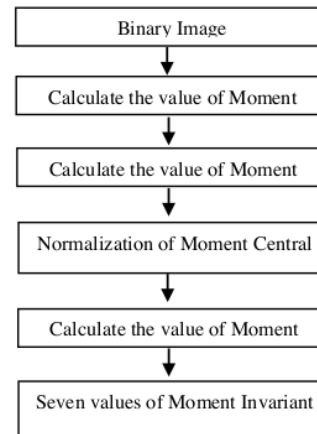 Binary Image
Calculate the value of Moment
Calculate the value of Moment
Normalization of Moment Central
Calculate the value of Moment
Seven values of Moment Invariant